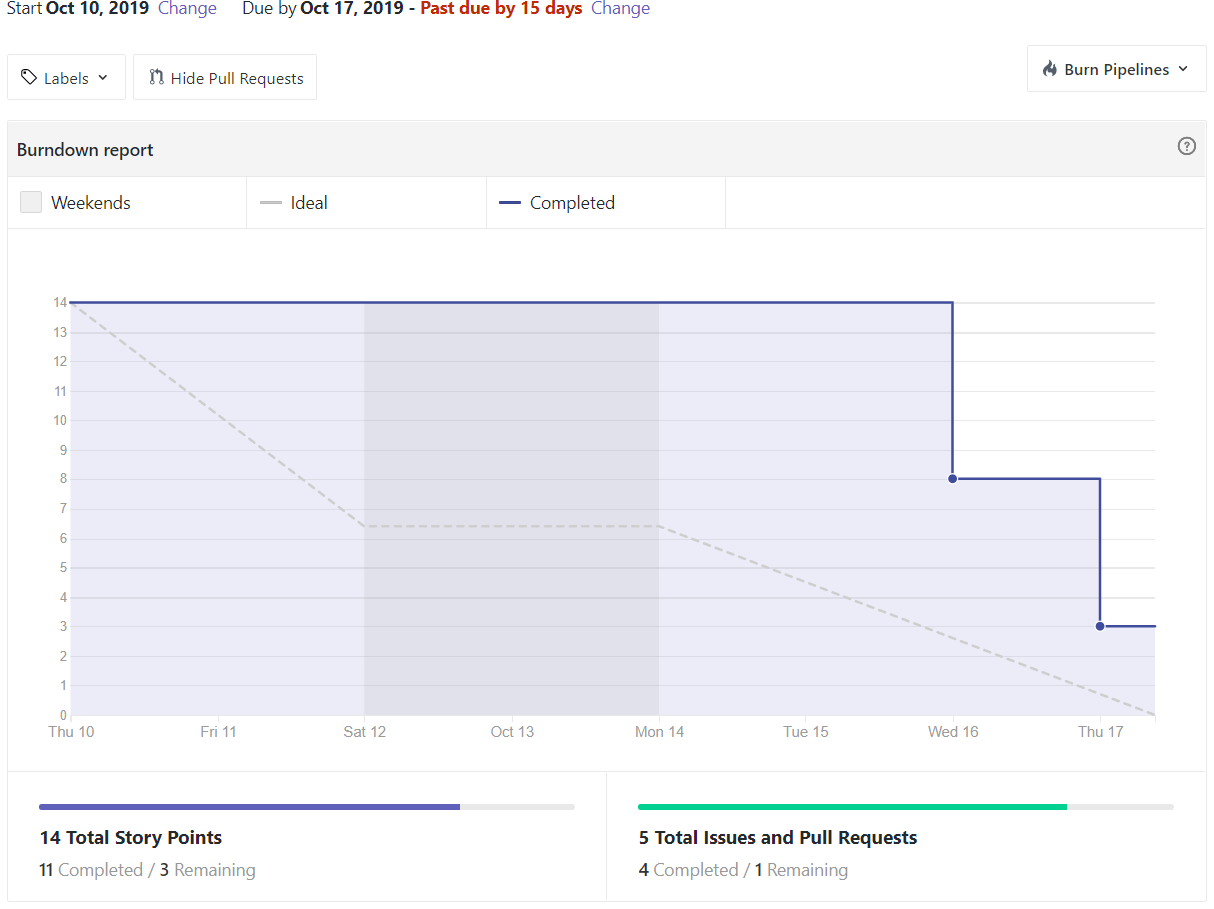 Start Oct 10, 2019 Change Due by Oct 17, 2019 - Past due by 15 days Change
Labels Hide Pull Requests Burn Pipelines
Burndown report ?
Weekends Ideal Completed
14
13
12
11
10
9
8
7
6
5
4
3
2
1
0
Thu 10 Fri 11 Sat 12 Oct 13 Mon 14 Tue 15 Wed 16 Thu 17
14 Total Story Points
11 Completed / 3 Remaining
5 Total Issues and Pull Requests
4 Completed / 1 Remaining